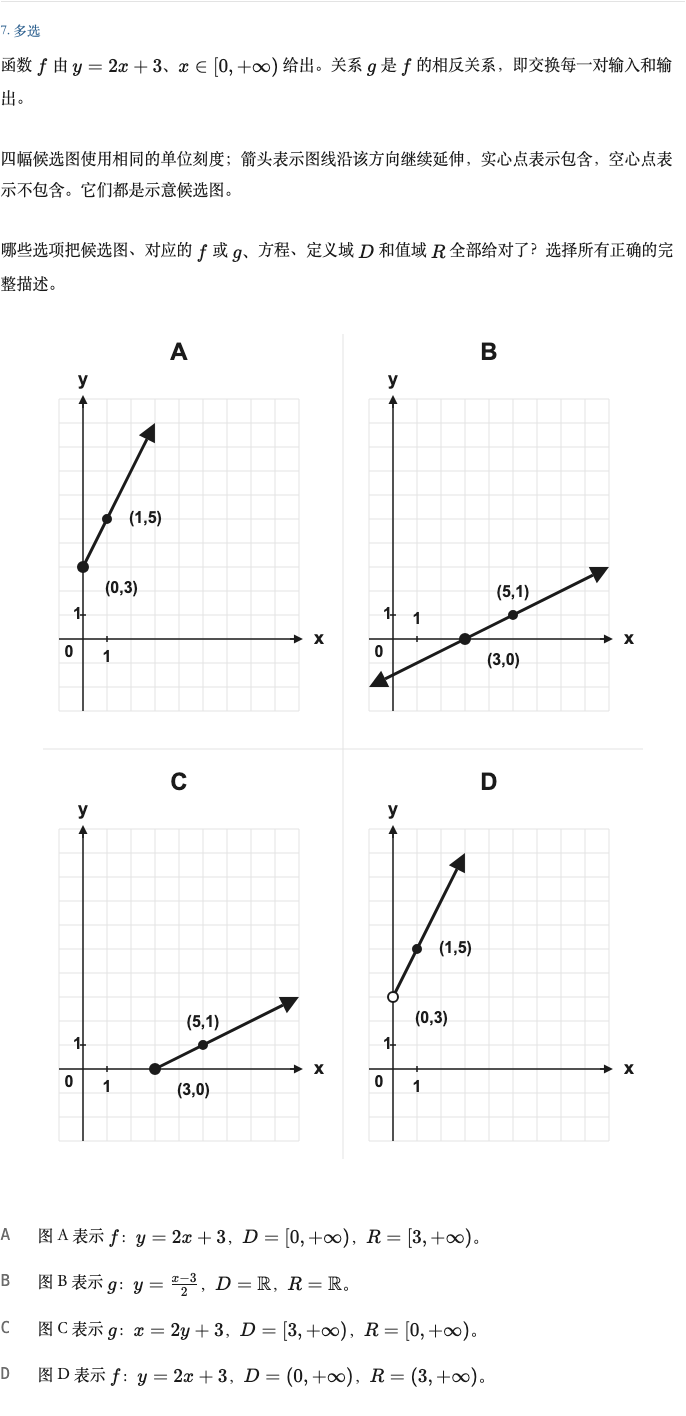 7. 多选
函数 f 由 y = 2x + 3、x ∈ [0, +∞) 给出。关系 g 是 f 的相反关系，即交换每一对输入和输
出。
四幅候选图使用相同的单位刻度；箭头表示图线沿该方向继续延伸，实心点表示包含，空心点表
示不包含。它们都是示意候选图。
哪些选项把候选图、对应的 f 或 g、方程、定义域 D 和值域 R 全部给对了？选择所有正确的完
整描述。
A
y
(1,5)
(0,3)
1
x
0
1
B
y
(5,1)
1
1
x
0
(3,0)
C
y
(5,1)
1
x
0
1
(3,0)
D
y
(1,5)
(0,3)
1
x
0
1
A 图 A 表示 f：y = 2x + 3，D = [0, +∞)，R = [3, +∞)。
B 图 B 表示 g：y = \frac{x−3}{2}，D = ℝ，R = ℝ。
C 图 C 表示 g：x = 2y + 3，D = [3, +∞)，R = [0, +∞)。
D 图 D 表示 f：y = 2x + 3，D = (0, +∞)，R = (3, +∞)。